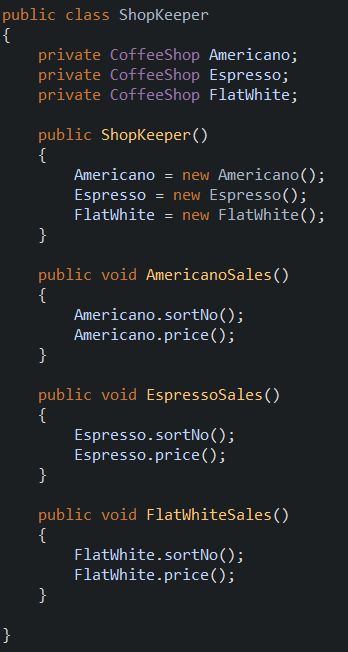 public class ShopKeeper
{
    private CoffeeShop Americano;
    private CoffeeShop Espresso;
    private CoffeeShop FlatWhite;

    public ShopKeeper()
    {
        Americano = new Americano();
        Espresso = new Espresso();
        FlatWhite = new FlatWhite();
    }

    public void AmericanoSales()
    {
        Americano.sortNo();
        Americano.price();
    }

    public void EspressoSales()
    {
        Espresso.sortNo();
        Espresso.price();
    }

    public void FlatWhiteSales()
    {
        FlatWhite.sortNo();
        FlatWhite.price();
    }

}